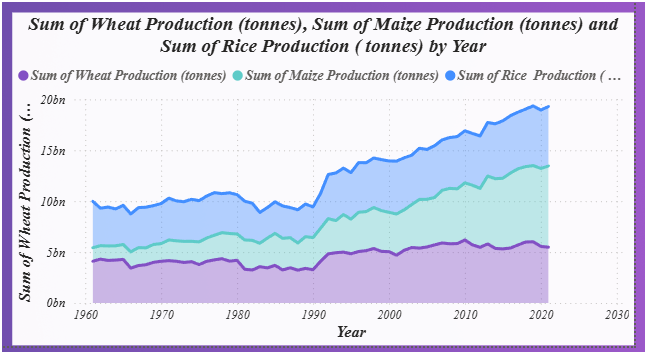 Sum of Wheat Production (tonnes), Sum of Maize Production (tonnes) and
Sum of Rice Production ( tonnes) by Year
Sum of Wheat Production (tonnes) Sum of Maize Production (tonnes) Sum of Rice Production ( ...
Sum of Wheat Production (...
20bn
15bn
10bn
5bn
0bn
1960 1970 1980 1990 2000 2010 2020 2030
Year